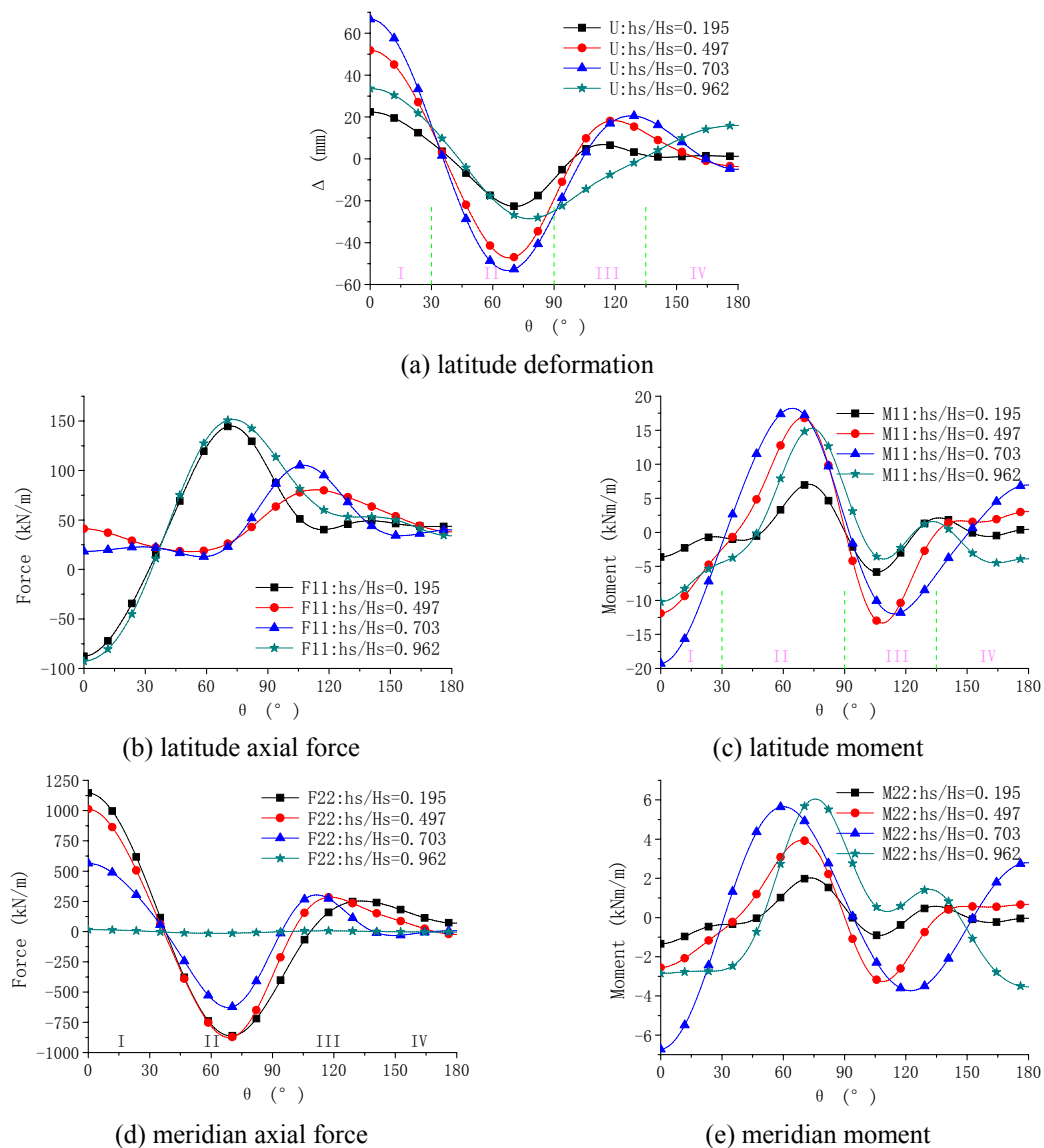 60
40
20
0
-20
-40
-60
Δ (mm)
U:hs/Hs=0.195
U:hs/Hs=0.497
U:hs/Hs=0.703
U:hs/Hs=0.962
I II III IV
0 30 60 90 120 150 180
θ (°)
(a) latitude deformation
150
100
50
0
-50
-100
Force (kN/m)
F11:hs/Hs=0.195
F11:hs/Hs=0.497
F11:hs/Hs=0.703
F11:hs/Hs=0.962
0 30 60 90 120 150 180
θ (°)
(b) latitude axial force
20
15
10
5
0
-5
-10
-15
-20
Moment (kNm/m)
M11:hs/Hs=0.195
M11:hs/Hs=0.497
M11:hs/Hs=0.703
M11:hs/Hs=0.962
I II III IV
0 30 60 90 120 150 180
θ (°)
(c) latitude moment
1250
1000
750
500
250
0
-250
-500
-750
-1000
Force (kN/m)
F22:hs/Hs=0.195
F22:hs/Hs=0.497
F22:hs/Hs=0.703
F22:hs/Hs=0.962
I II III IV
0 30 60 90 120 150 180
θ (°)
(d) meridian axial force
6
4
2
0
-2
-4
-6
Moment (kNm/m)
M22:hs/Hs=0.195
M22:hs/Hs=0.497
M22:hs/Hs=0.703
M22:hs/Hs=0.962
0 30 60 90 120 150 180
θ (°)
(e) meridian moment